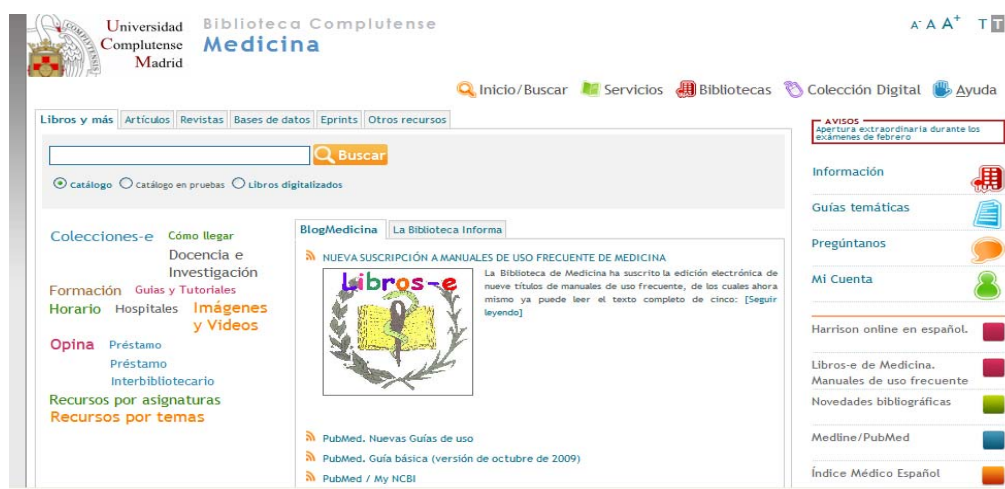 Universidad
Complutense
Madrid
Biblioteca Complutense
Medicina
A- A A+ T T
Inicio/Buscar Servicios Bibliotecas Colección Digital Ayuda
Libros y más Artículos Revistas Bases de datos Eprints Otros recursos
Buscar
Catálogo Catálogo en pruebas Libros digitalizados
Colecciones-e Cómo llegar
Docencia e
Investigación
Formación Guias y Tutoriales
Horario Hospitales Imágenes
y Videos
Opina Préstamo
Préstamo
Interbibliotecario
Recursos por asignaturas
Recursos por temas
BlogMedicina La Biblioteca Informa
NUEVA SUSCRIPCIÓN A MANUALES DE USO FRECUENTE DE MEDICINA
Libros-e
La Biblioteca de Medicina ha suscrito la edición electrónica de
nueve títulos de manuales de uso frecuente, de los cuales ahora
mismo ya puede leer el texto completo de cinco: [Seguir
leyendo]
PubMed. Nuevas Guías de uso
PubMed. Guía básica (versión de octubre de 2009)
PubMed / My NCBI
AVISOS
Apertura extraordinaria durante los
exámenes de febrero
Información
Guías temáticas
Pregúntanos
Mi Cuenta
Harrison online en español.
Libros-e de Medicina.
Manuales de uso frecuente
Novedades bibliográficas
Medline/PubMed
Índice Médico Español